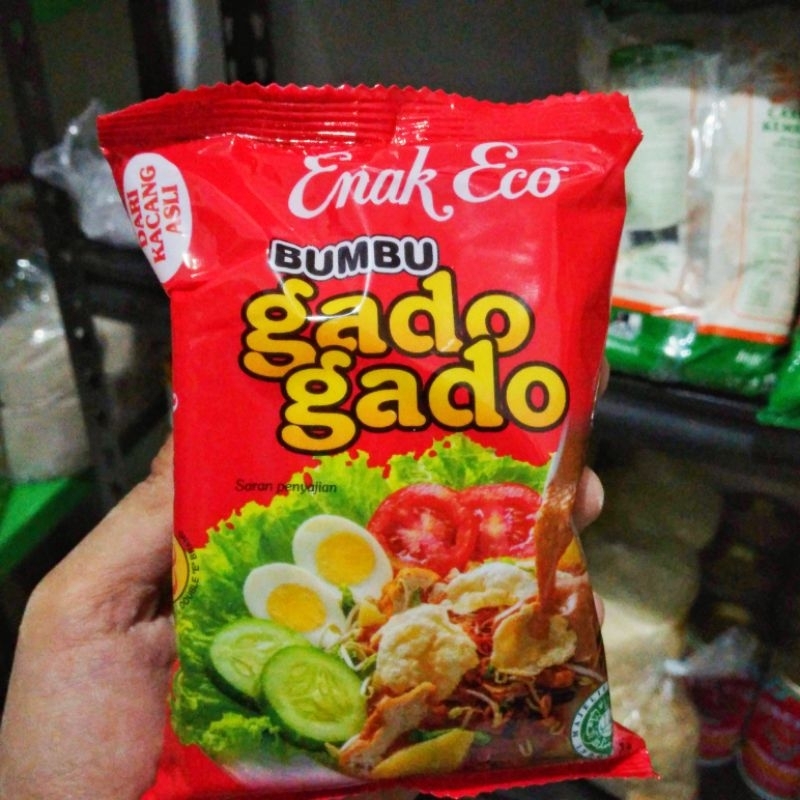 Enak Eco
DARI
KACANG
ASLI
BUMBU
gado
gado
Saran penyajian